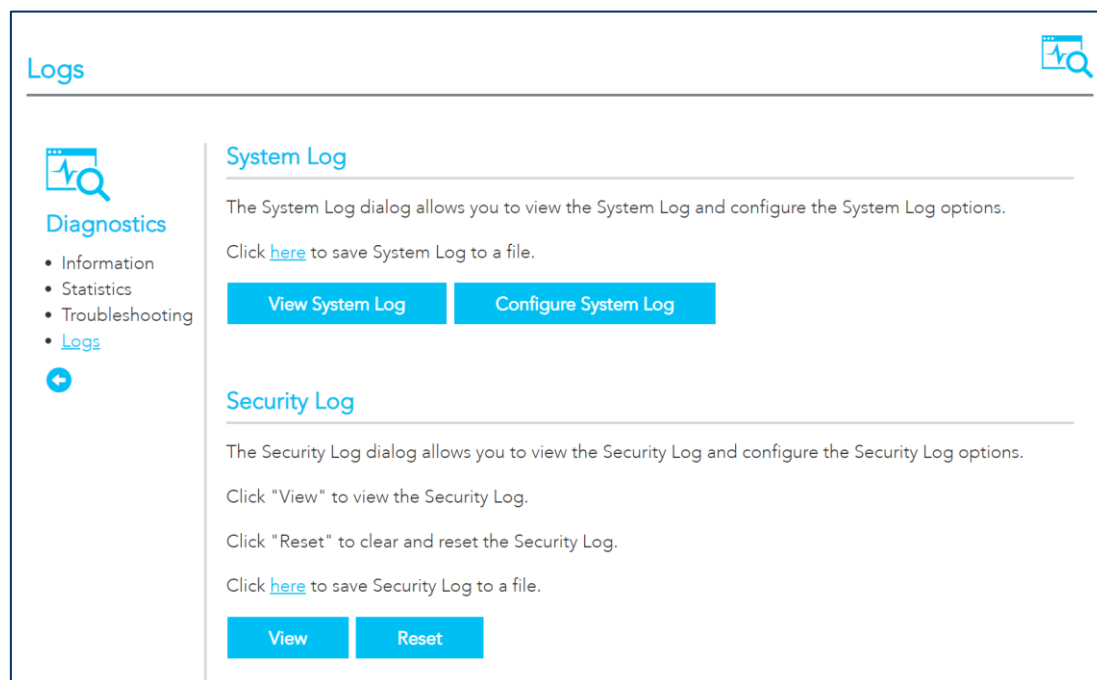 Logs
Diagnostics
• Information
• Statistics
• Troubleshooting
• Logs
System Log
The System Log dialog allows you to view the System Log and configure the System Log options.
Click here to save System Log to a file.
View System Log
Configure System Log
Security Log
The Security Log dialog allows you to view the Security Log and configure the Security Log options.
Click "View" to view the Security Log.
Click "Reset" to clear and reset the Security Log.
Click here to save Security Log to a file.
View
Reset